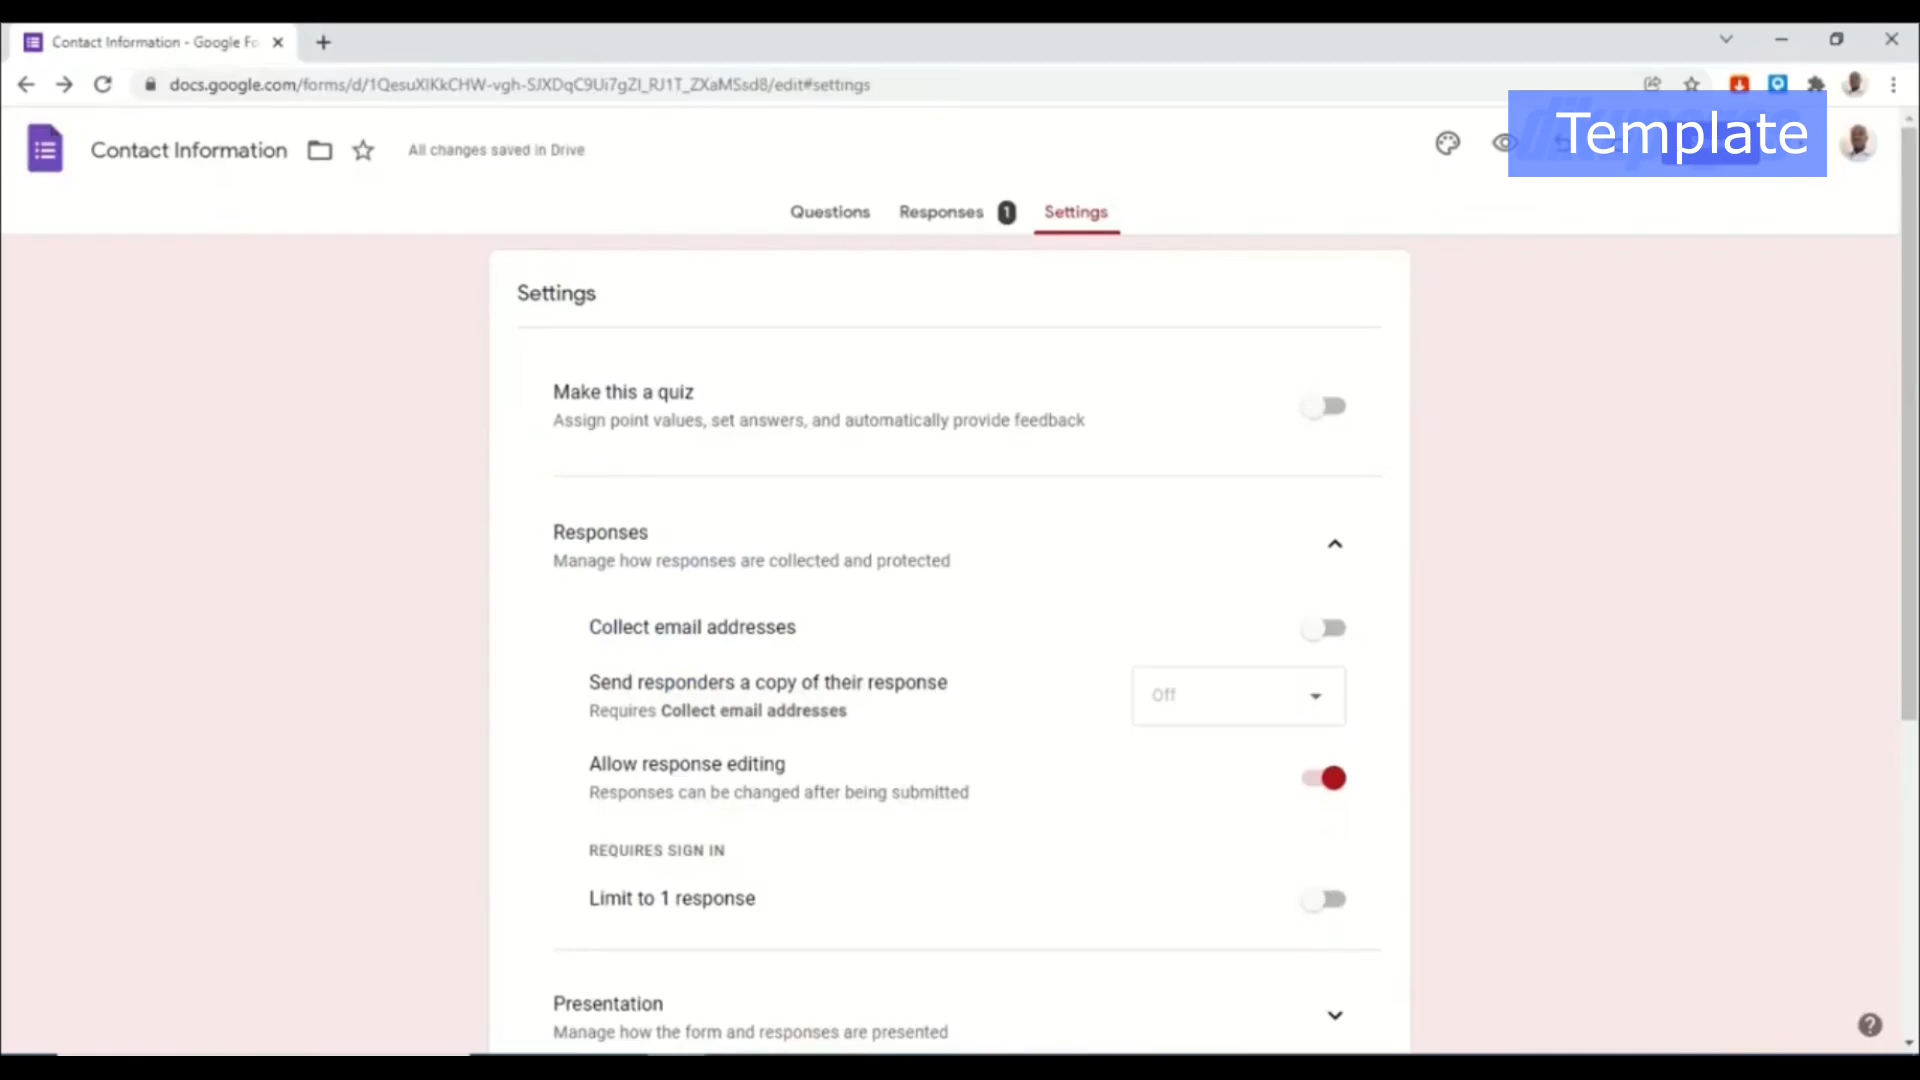 Contact Information - Google Fo
docs.google.com/forms/d/1QesuXlKkCHW-vgh-SJXDqC9Ui7gZl_RJ1T_ZXaMSsd8/edit#settings
Contact Information
All changes saved in Drive
Template
Questions
Responses 1
Settings
Settings
Make this a quiz
Assign point values, set answers, and automatically provide feedback
Responses
Manage how responses are collected and protected
Collect email addresses
Send responders a copy of their response
Requires Collect email addresses
Off
Allow response editing
Responses can be changed after being submitted
REQUIRES SIGN IN
Limit to 1 response
Presentation
Manage how the form and responses are presented